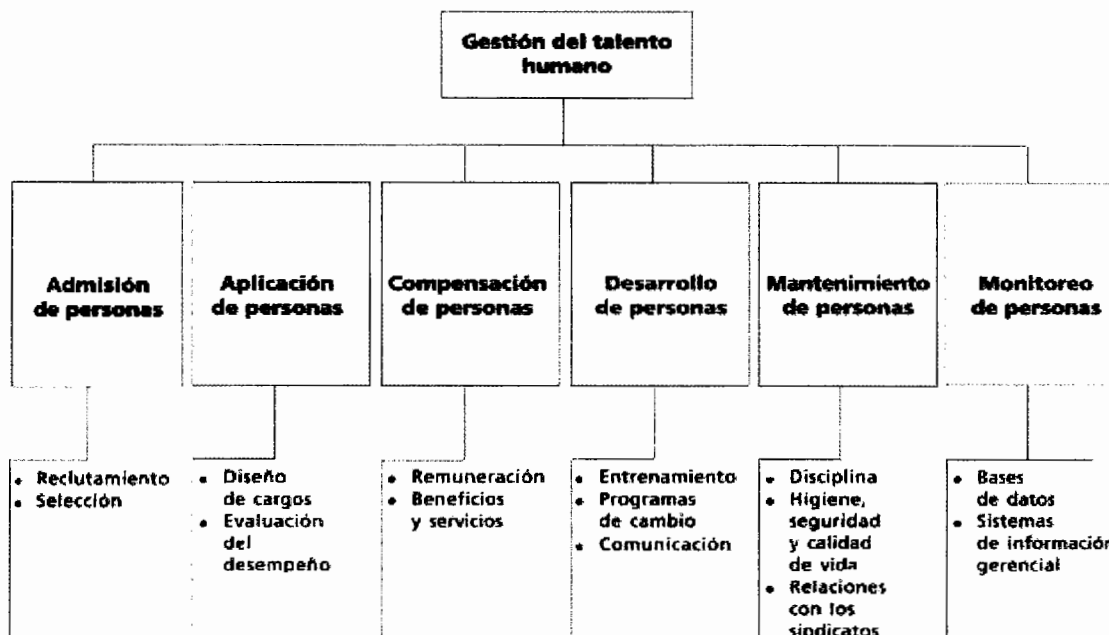 Gestión del talento
humano
Admisión
de personas
Aplicación
de personas
Compensación
de personas
Desarrollo
de personas
Mantenimiento
de personas
Monitoreo
de personas
• Reclutamiento
• Selección
• Diseño
de cargos
• Evaluación
del
desempeño
• Remuneración
• Beneficios
y servicios
• Entrenamiento
• Programas
de cambio
• Comunicación
• Disciplina
• Higiene,
seguridad
y calidad
de vida
• Relaciones
con los
sindicatos
• Bases
de datos
• Sistemas
de información
gerencial